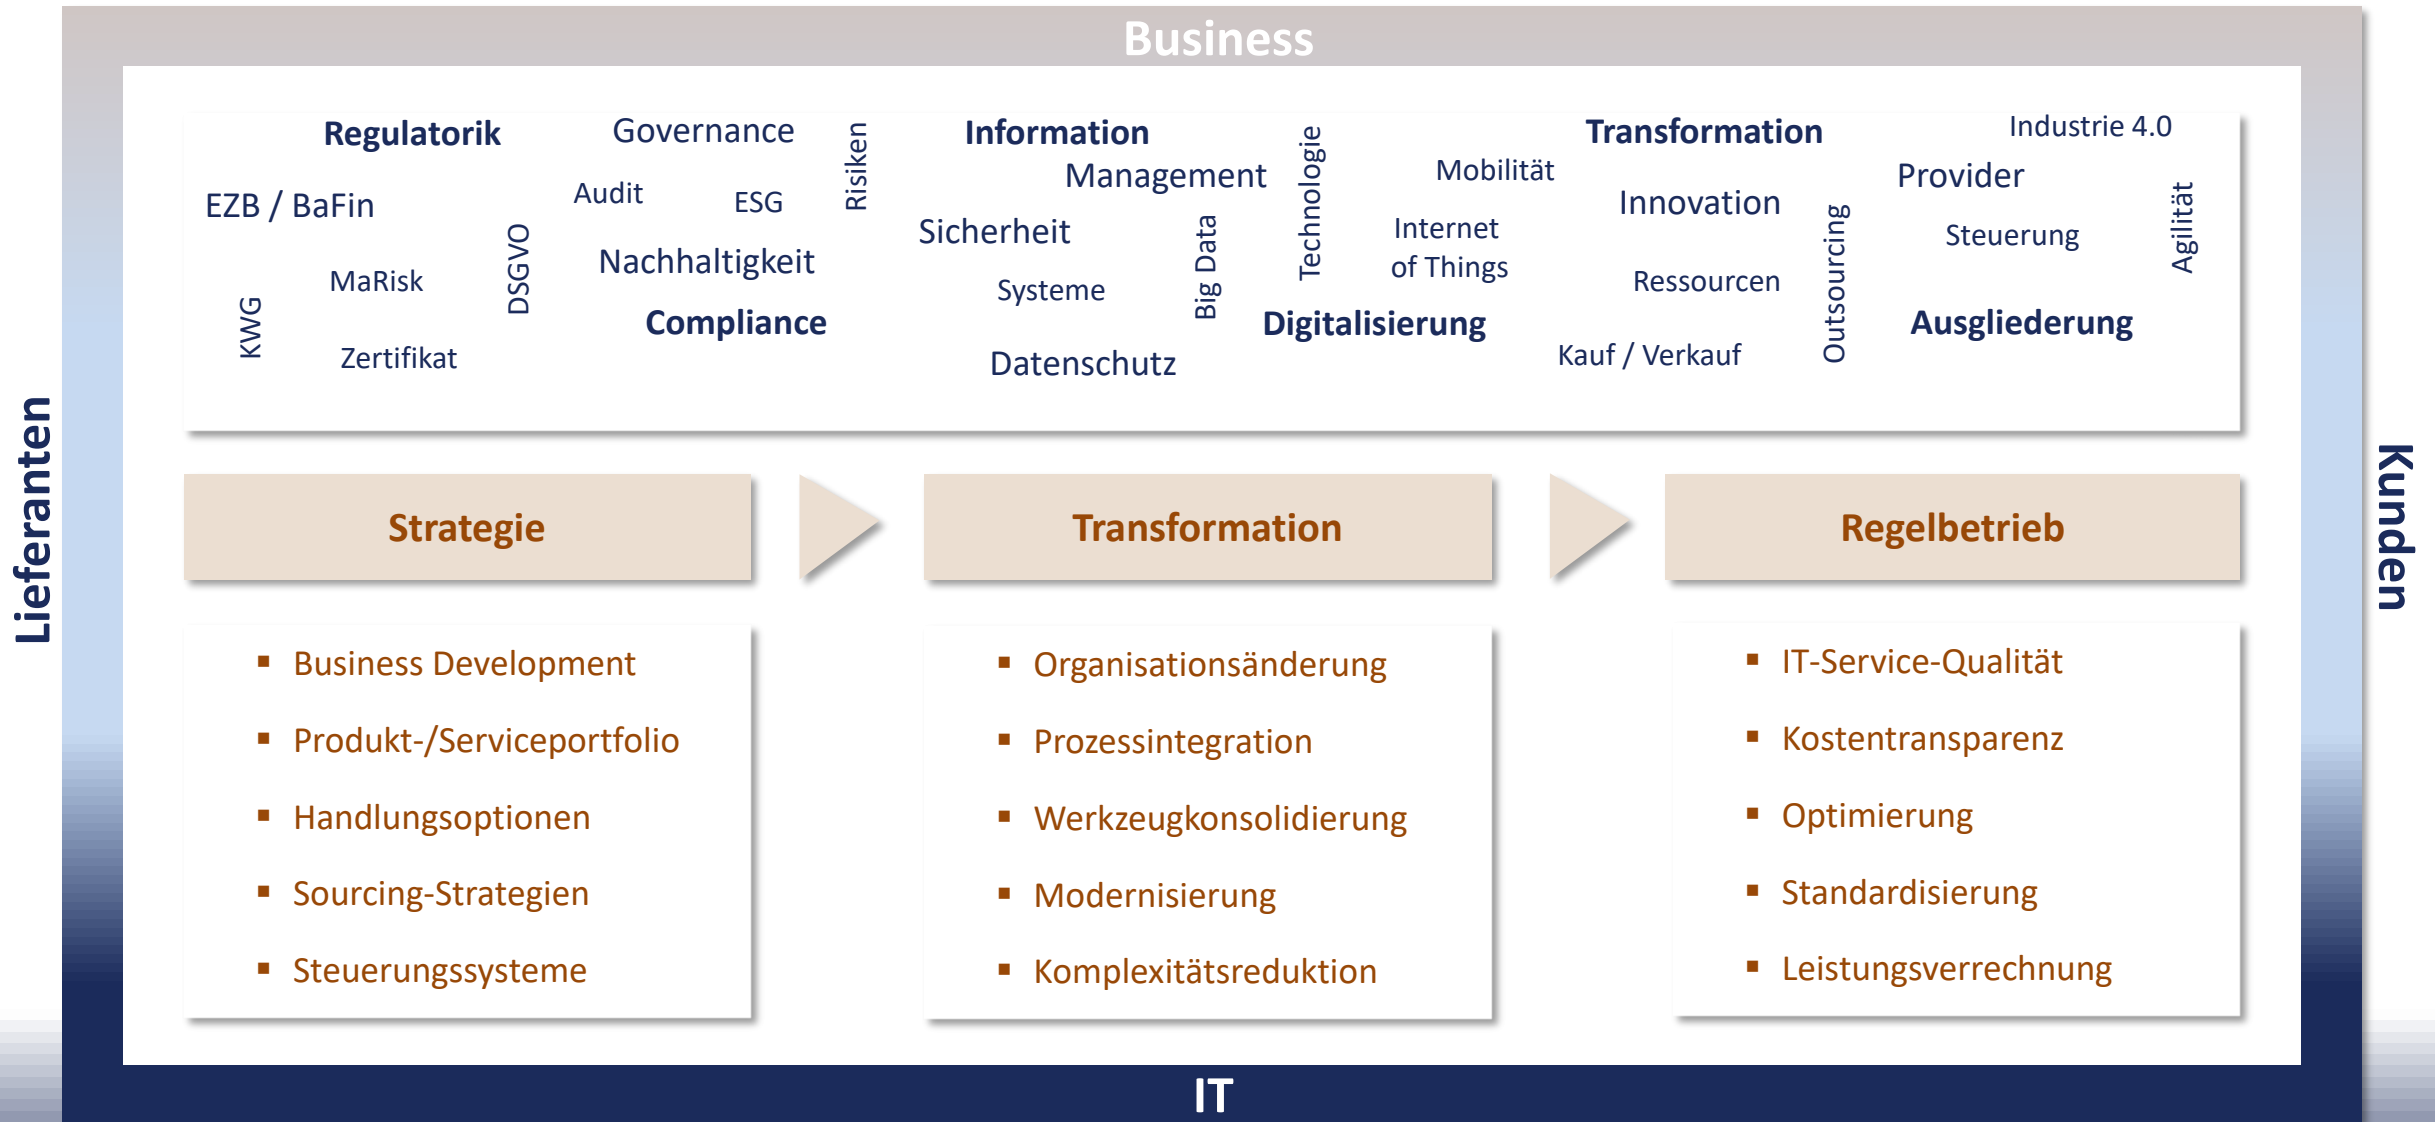 Business
Regulatorik
Governance
Risiken
Information
Technologie
Transformation
Industrie 4.0
Management
Mobilität
Provider
EZB / BaFin
Audit
ESG
Innovation
Agilität
Sicherheit
Big Data
Internet
of Things
Outsourcing
Steuerung
DSGVO
Nachhaltigkeit
MaRisk
Systeme
Ressourcen
KWG
Compliance
Digitalisierung
Ausgliederung
Zertifikat
Datenschutz
Kauf / Verkauf
Lieferanten
Kunden
Strategie
Transformation
Regelbetrieb
▪ Business Development
▪ Produkt-/Serviceportfolio
▪ Handlungsoptionen
▪ Sourcing-Strategien
▪ Steuerungssysteme
▪ Organisationsänderung
▪ Prozessintegration
▪ Werkzeugkonsolidierung
▪ Modernisierung
▪ Komplexitätsreduktion
▪ IT-Service-Qualität
▪ Kostentransparenz
▪ Optimierung
▪ Standardisierung
▪ Leistungsverrechnung
IT